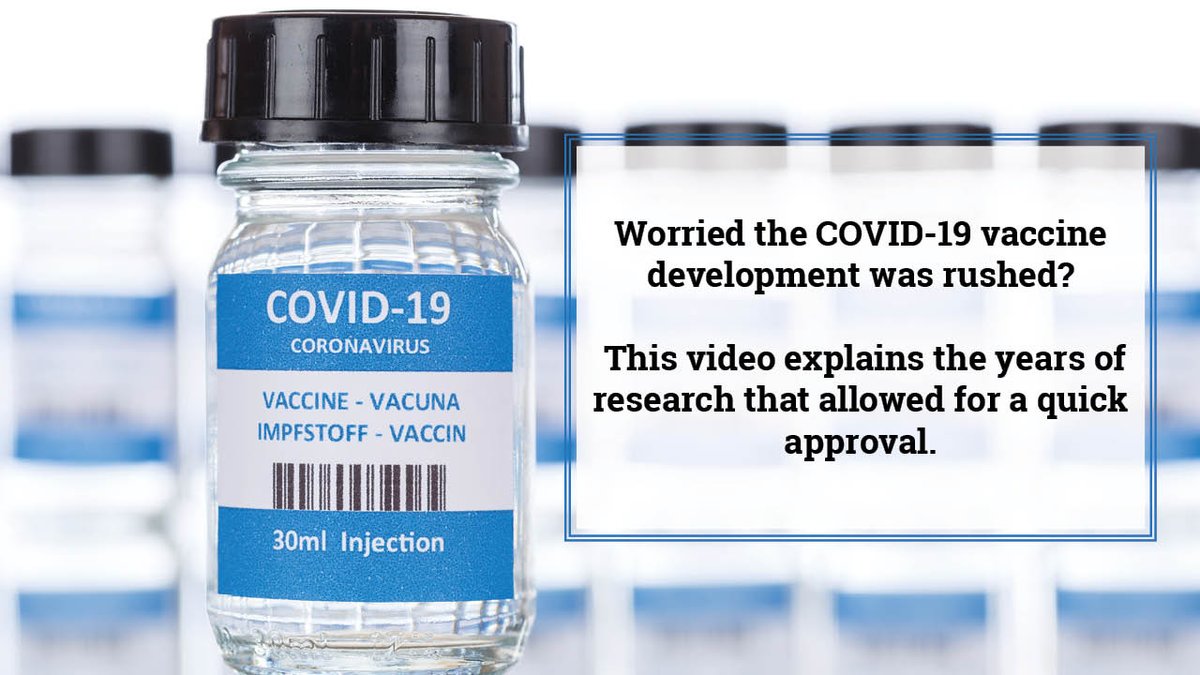 COVID-19
CORONAVIRUS
VACCINE - VACUNA
IMPFSTOFF - VACCIN
30ml Injection
Worried the COVID-19 vaccine
development was rushed?
This video explains the years of
research that allowed for a quick
approval.